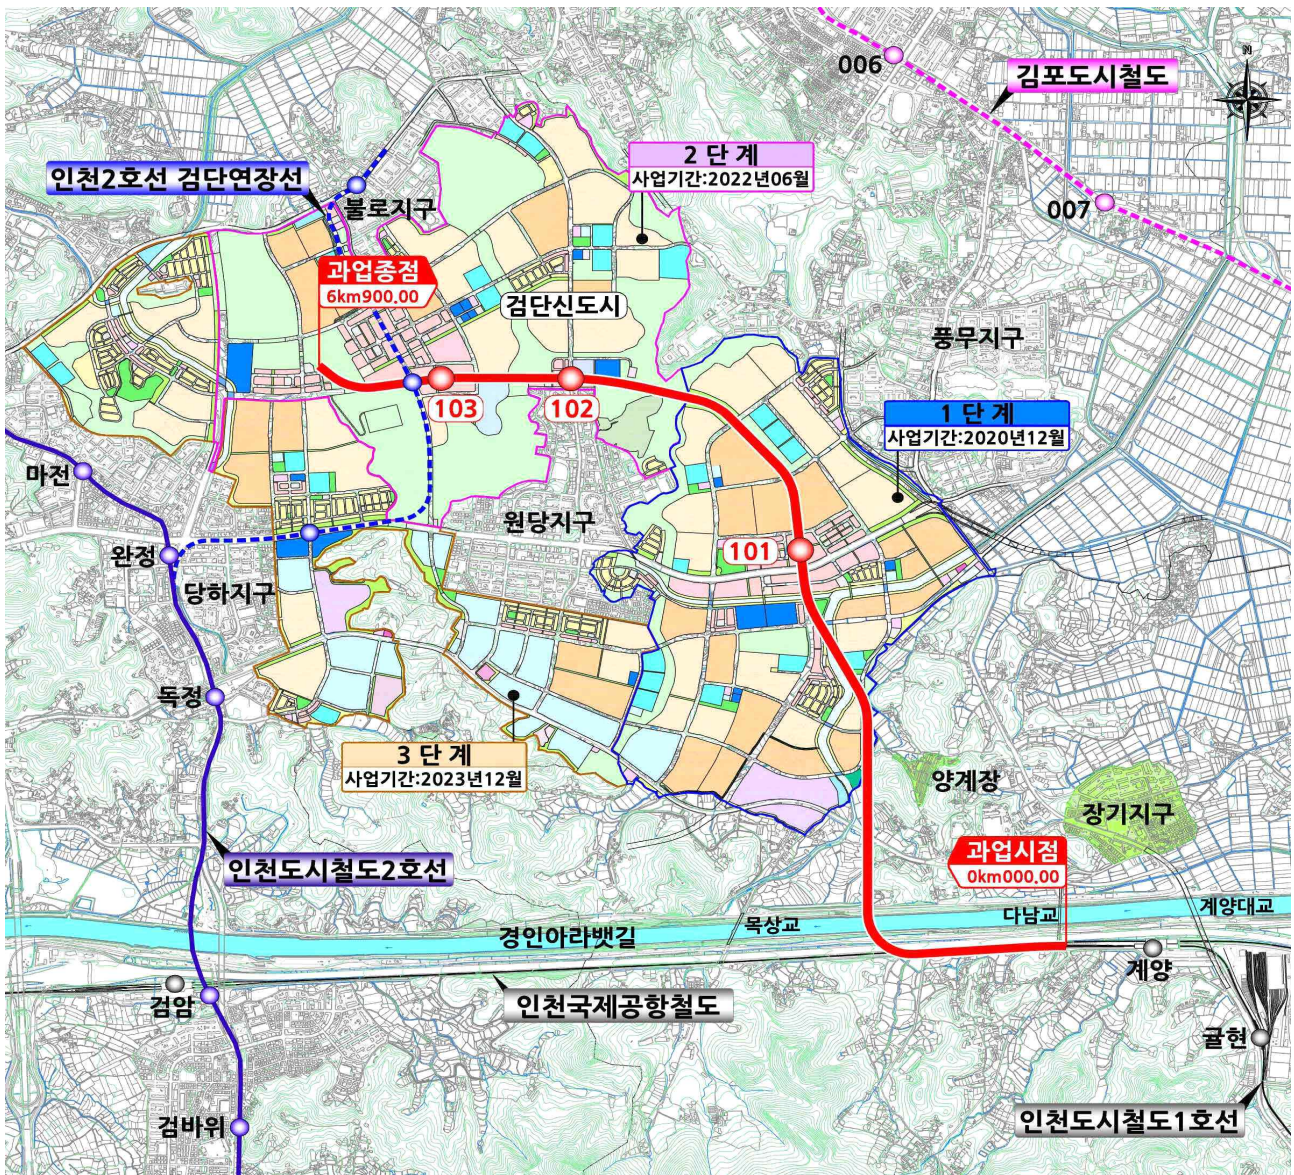 N
006
김포도시철도
2 단 계
사업기간:2022년06월
인천2호선 검단연장선
불로지구
007
과업종점
6km900.00
검단신도시
풍무지구
103
102
1 단 계
사업기간:2020년12월
마전
원당지구
101
완정
당하지구
독정
3 단 계
사업기간:2023년12월
양계장
장기지구
인천도시철도2호선
과업시점
0km000.00
경인아라뱃길
목상교
다남교
계양대교
계양
검암
인천국제공항철도
귤현
검바위
인천도시철도1호선